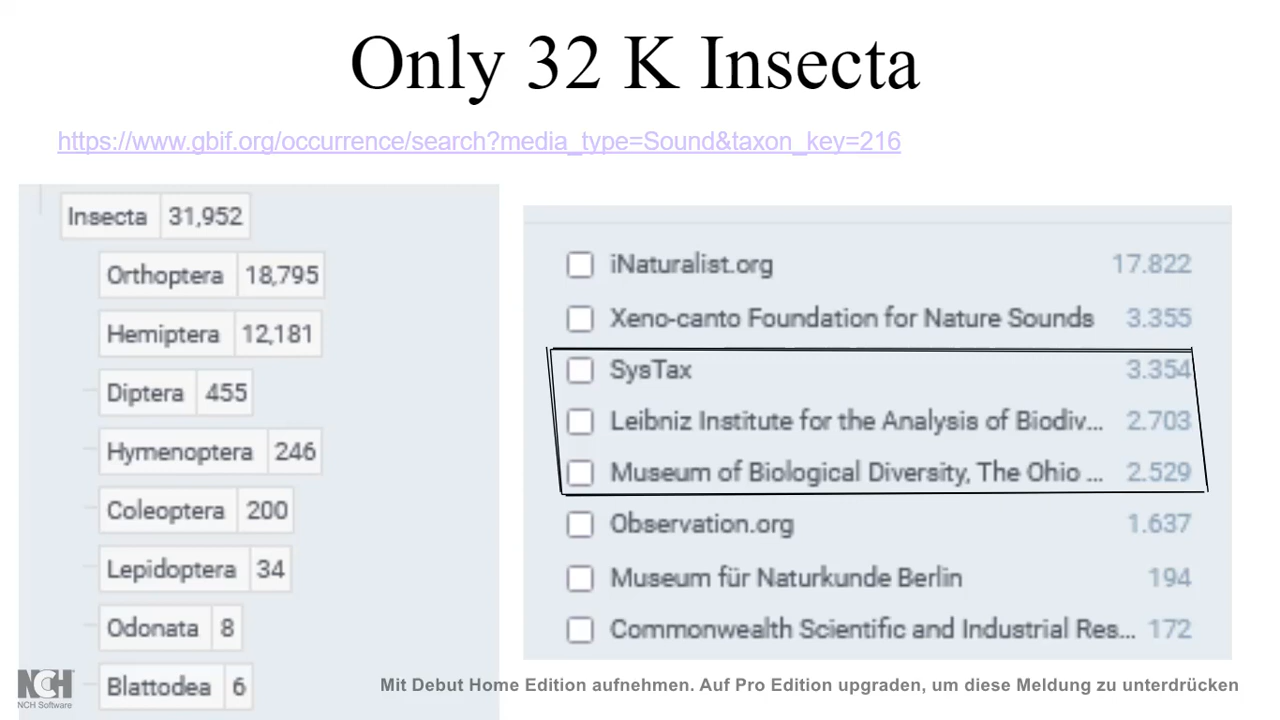 Only 32 K Insecta
https://www.gbif.org/occurrence/search?media_type=Sound&taxon_key=216
Insecta 31,952
Orthoptera 18,795
Hemiptera 12,181
Diptera 455
Hymenoptera 246
Coleoptera 200
Lepidoptera 34
Odonata 8
Blattodea 6
iNaturalist.org 17.822
Xeno-canto Foundation for Nature Sounds 3.355
SysTax 3.354
Leibniz Institute for the Analysis of Biodiv... 2.703
Museum of Biological Diversity, The Ohio ... 2.529
Observation.org 1.637
Museum für Naturkunde Berlin 194
Commonwealth Scientific and Industrial Res... 172
NCH
NCH Software
Mit Debut Home Edition aufnehmen. Auf Pro Edition upgraden, um diese Meldung zu unterdrücken